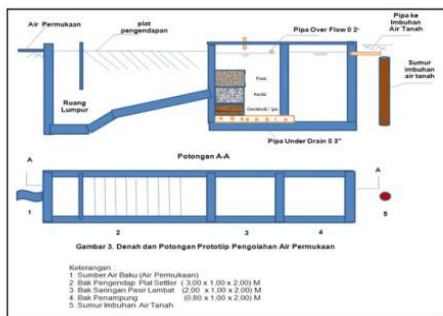 Air Permukaan
plat
pengendapan
Pipa Over Flow 0 2"
Pipa ke
Imbuhan
Air Tanah
Ruang
Lumpur
Pasir
Kerikil
Sumur
imbuhan
air tanah
Pipa Under Drain 0 3"
Potongan A-A
A
A
1
2
3
4
5
Gambar 3. Denah dan Potongan Prototiip Pengolahan Air Permukaan
Keterangan :
1 Sumber Air Baku (Air Permukaan)
2 Bak Pengendap Plat Settler ( 3,00 x 1,00 x 2,00) M
3 Bak Saringan Pasir Lambat (2,00 x 1,00 x 2,00) M
4 Bak Penampung (0,80 x 1,00 x 2,00) M
5 Sumur Imbuhan Air Tanah